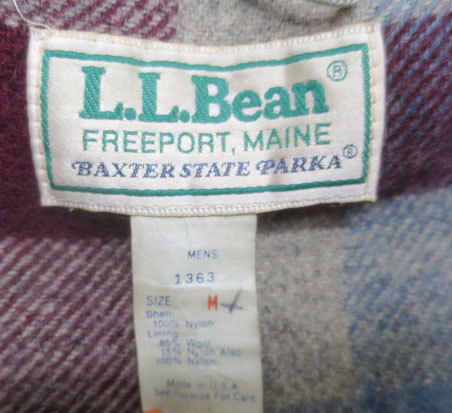 L.L.Bean®
FREEPORT, MAINE
BAXTER STATE PARKA®
MENS
1363
SIZE M
Shell:
100% Nylon
Lining:
85% Wool
15% Nylon Also
100% Nylon
Made in U.S.A
See Reverse For Care